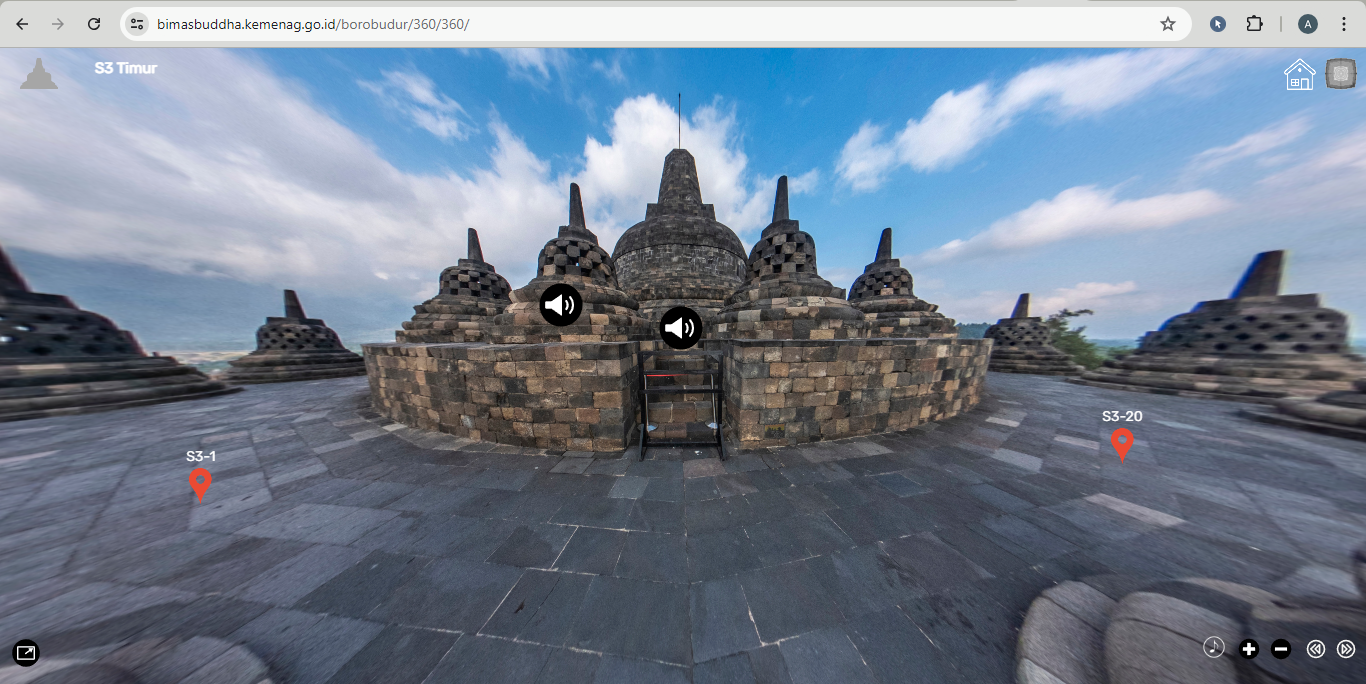 bimasbuddha.kemenag.go.id/borobudur/360/360/
A
S3 Timur
S3-20
S3-1